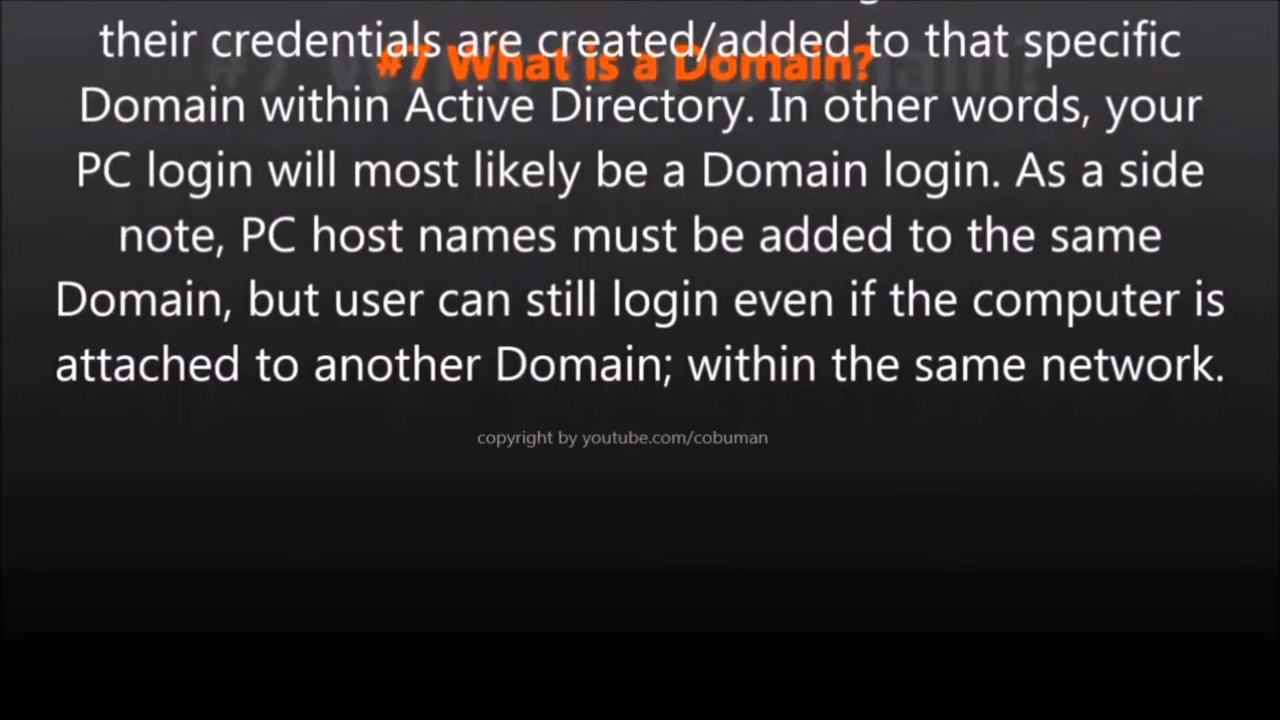 their credentials are created/added to that specific
#7 What is a Domain?
Domain within Active Directory. In other words, your
PC login will most likely be a Domain login. As a side
note, PC host names must be added to the same
Domain, but user can still login even if the computer is
attached to another Domain; within the same network.
copyright by youtube.com/cobuman